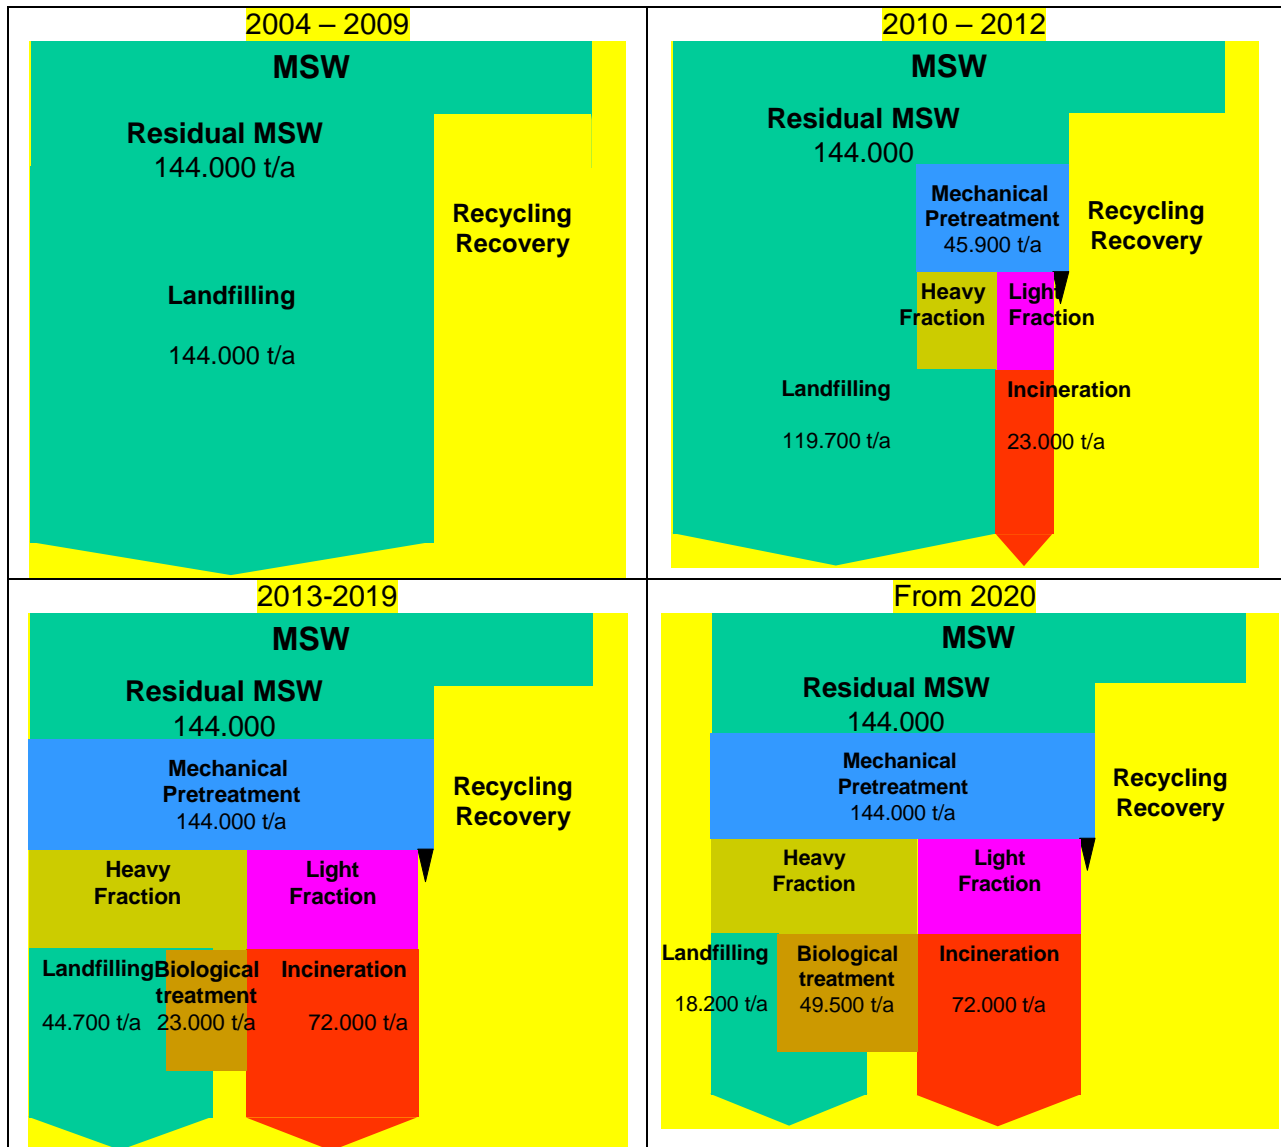 2004 – 2009
MSW
Residual MSW
144.000 t/a
Recycling
Recovery
Landfilling
144.000 t/a
2010 – 2012
MSW
Residual MSW
144.000
Mechanical
Pretreatment
45.900 t/a
Recycling
Recovery
Heavy
Fraction
Light
Fraction
Landfilling
119.700 t/a
Incineration
23.000 t/a
2013-2019
MSW
Residual MSW
144.000
Mechanical
Pretreatment
144.000 t/a
Recycling
Recovery
Heavy
Fraction
Light
Fraction
Landfilling
44.700 t/a
Biological
treatment
23.000 t/a
Incineration
72.000 t/a
From 2020
MSW
Residual MSW
144.000
Mechanical
Pretreatment
144.000 t/a
Recycling
Recovery
Heavy
Fraction
Light
Fraction
Landfilling
18.200 t/a
Biological
treatment
49.500 t/a
Incineration
72.000 t/a